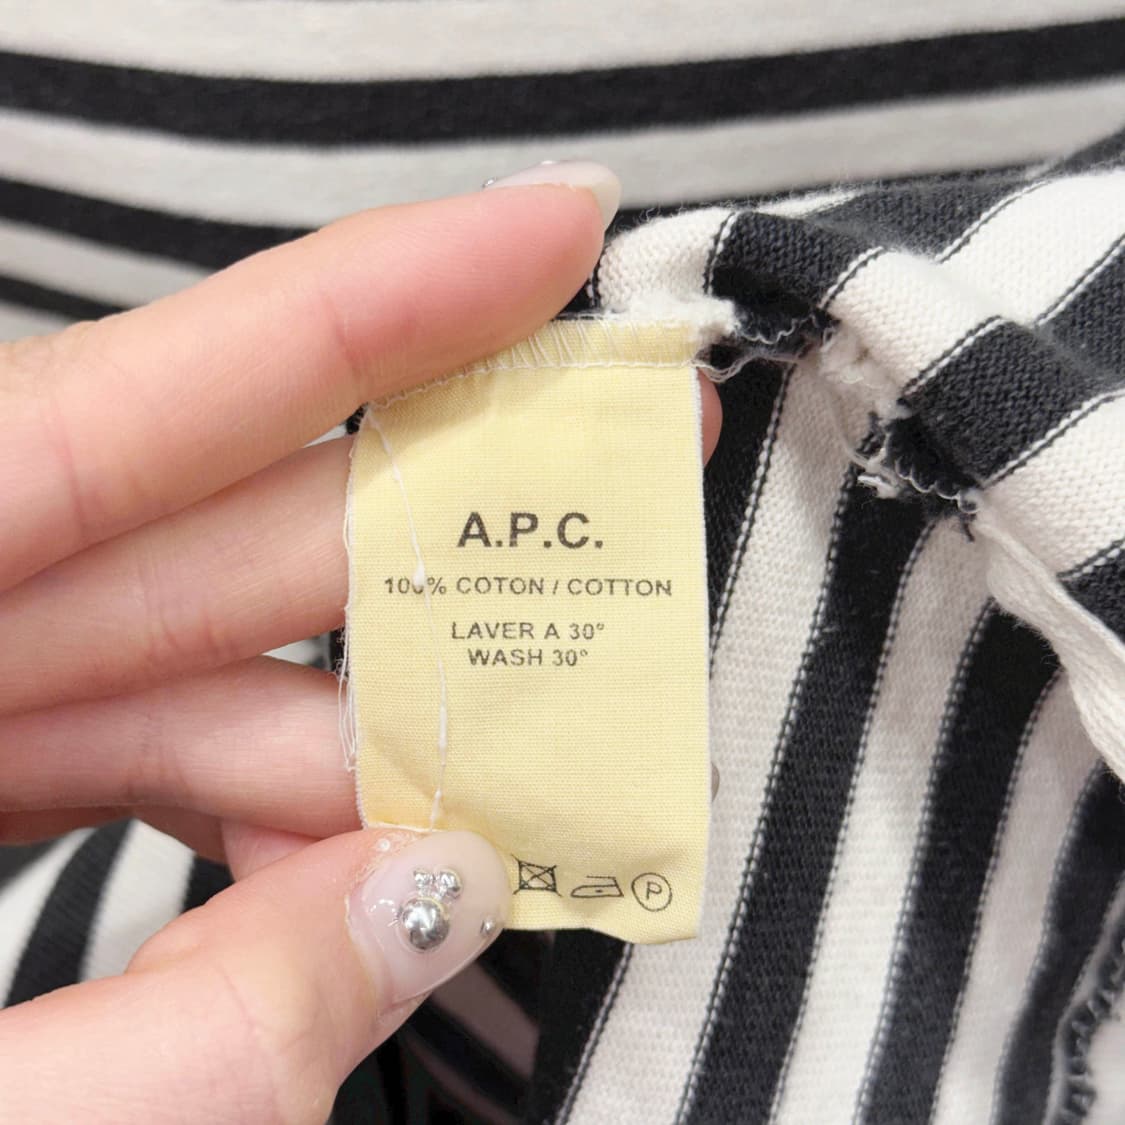 A.P.C.
100% COTON / COTTON
LAVER A 30°
WASH 30°
P